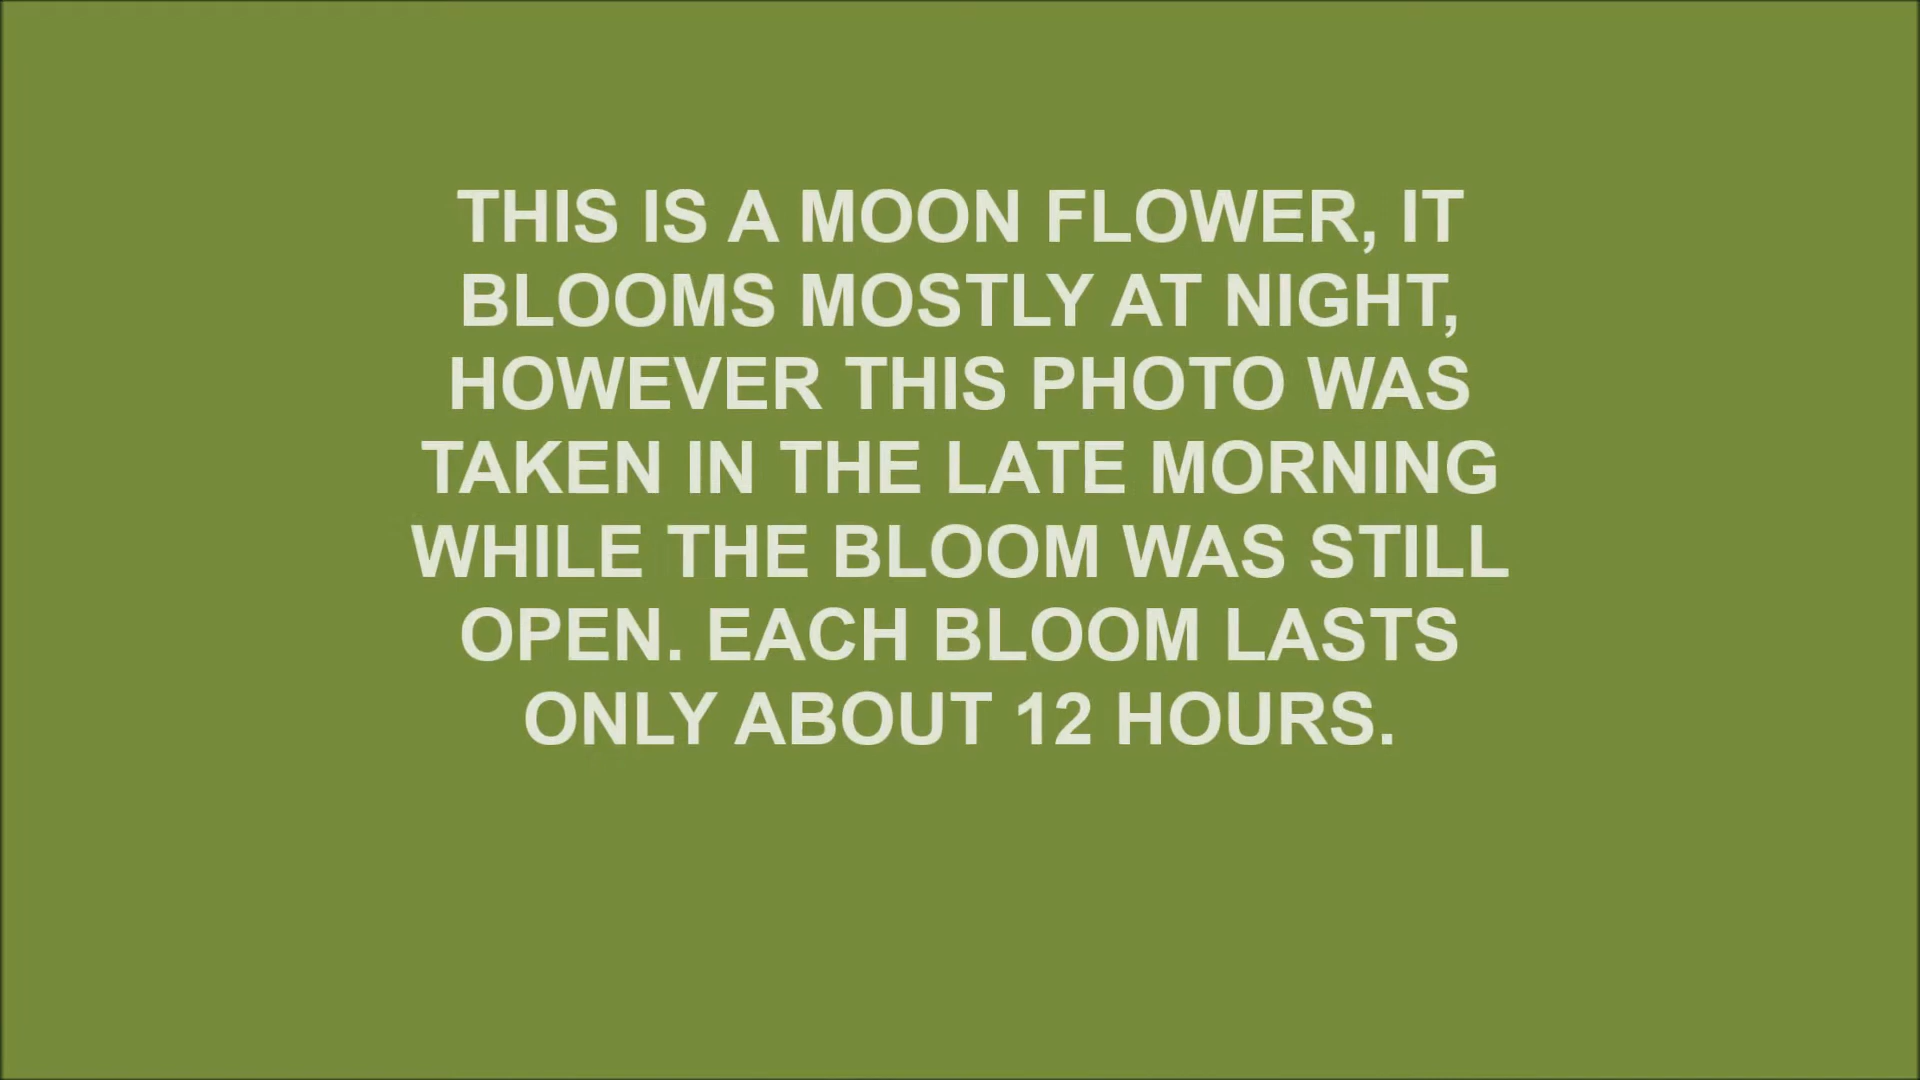 THIS IS A MOON FLOWER, IT
BLOOMS MOSTLY AT NIGHT,
HOWEVER THIS PHOTO WAS
TAKEN IN THE LATE MORNING
WHILE THE BLOOM WAS STILL
OPEN. EACH BLOOM LASTS
ONLY ABOUT 12 HOURS.